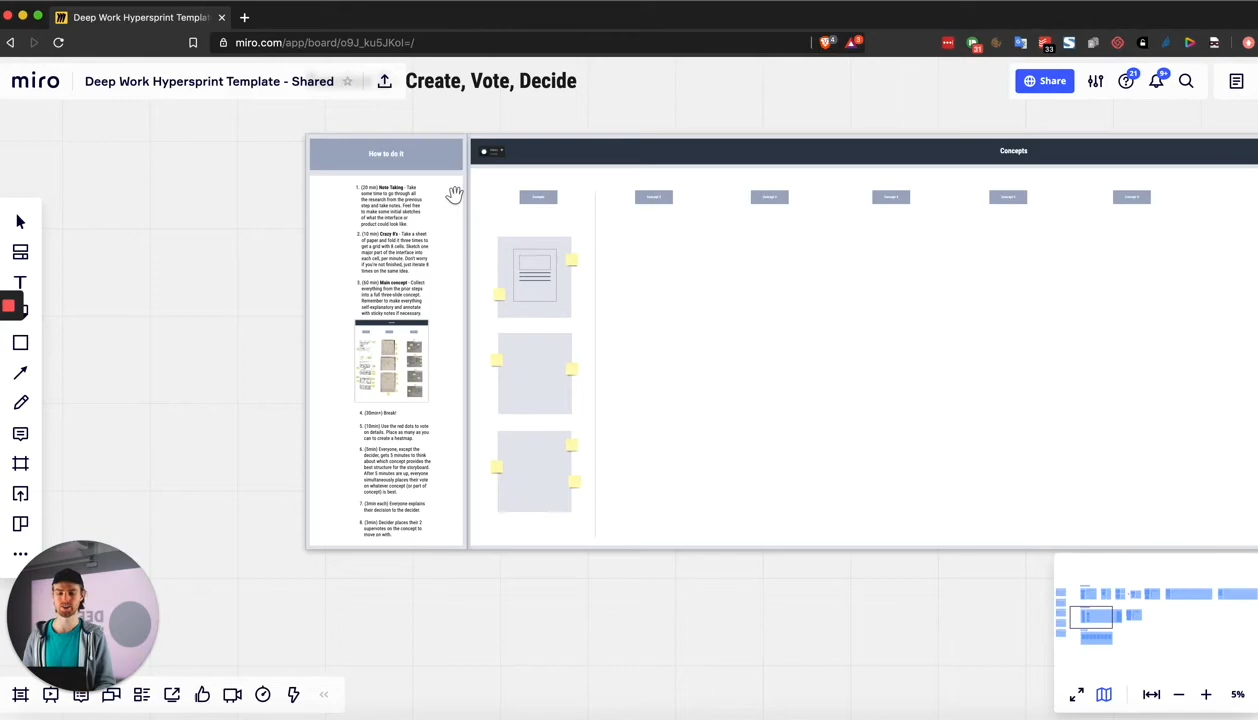 Deep Work Hypersprint Templat
miro.com/app/board/o9J_ku5JKoI=/
4
3
31
33
miro
Deep Work Hypersprint Template - Shared
Create, Vote, Decide
Share
21
9+
How to do it
Concepts
1. (20 min) Note Taking - Take
some time to go through all
the research from the previous
step and take notes. Feel free
to make some initial sketches
of what the interface or
product could look like.
2. (10 min) Crazy 8's - Take a sheet
of paper and fold it three times to
get a grid with 8 cells. Sketch one
major part of the interface into
each cell, per minute. Don't worry
if you're not finished, just iterate 8
times on the same idea.
3. (60 min) Main concept - Collect
everything from the prior steps
into a full three-slide concept.
Remember to make everything
self-explanatory and annotate
with sticky notes if necessary.
4. (30min+) Break!
5. (10min) Use the red dots to vote
on details. Place as many as you
can to create a heatmap.
6. (5min) Everyone, except the
decider, gets 5 minutes to think
about which concept provides the
best structure for the storyboard.
After 5 minutes are up, everyone
simultaneously places their vote
on whatever concept (or part of
concept) is best.
7. (3min each) Everyone explains
their decision to the decider.
8. (3min) Decider places their 2
supervotes on the concept to
move on with.
5%